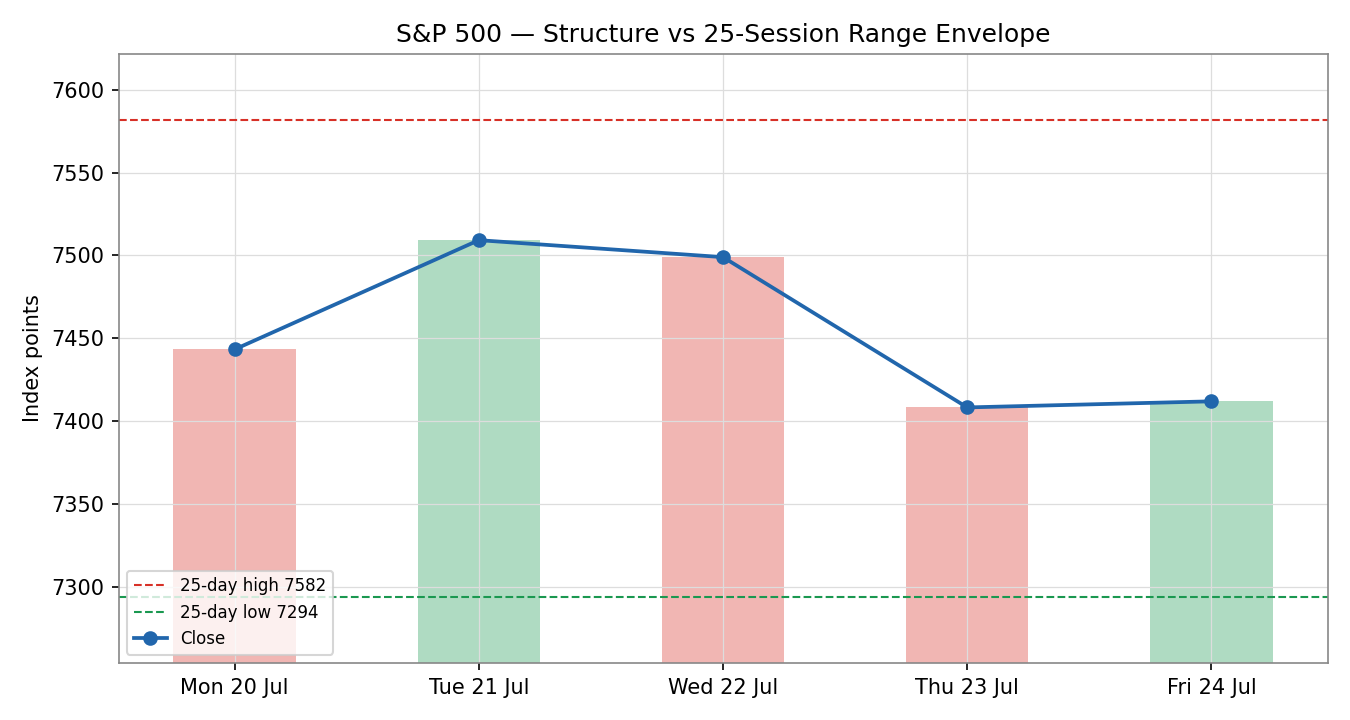 S&P 500 — Structure vs 25-Session Range Envelope
Index points
7600
7550
7500
7450
7400
7350
7300
25-day high 7582
25-day low 7294
Close
Mon 20 Jul
Tue 21 Jul
Wed 22 Jul
Thu 23 Jul
Fri 24 Jul